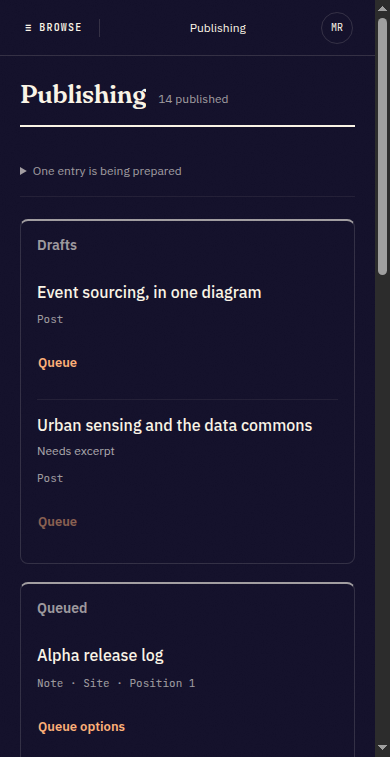 ≡ BROWSE
Publishing
MR
Publishing
14 published
▶ One entry is being prepared
Drafts
Event sourcing, in one diagram
Post
Queue
Urban sensing and the data commons
Needs excerpt
Post
Queue
Queued
Alpha release log
Note · Site · Position 1
Queue options